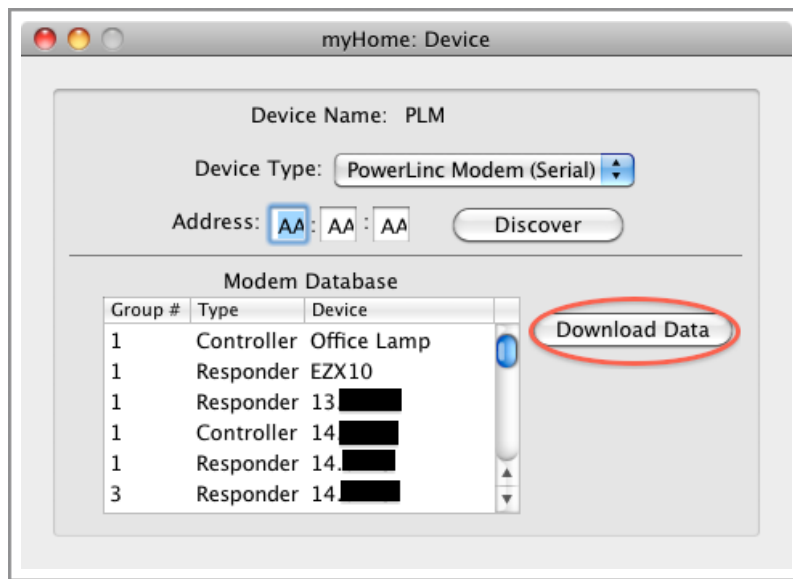 myHome: Device
Device Name: PLM
Device Type: PowerLinc Modem (Serial)
Address: AA : AA : AA Discover
Modem Database
Group # Type Device
Download Data
1 Controller Office Lamp
1 Responder EZX10
1 Responder 13.
1 Controller 14.
1 Responder 14.
3 Responder 14.